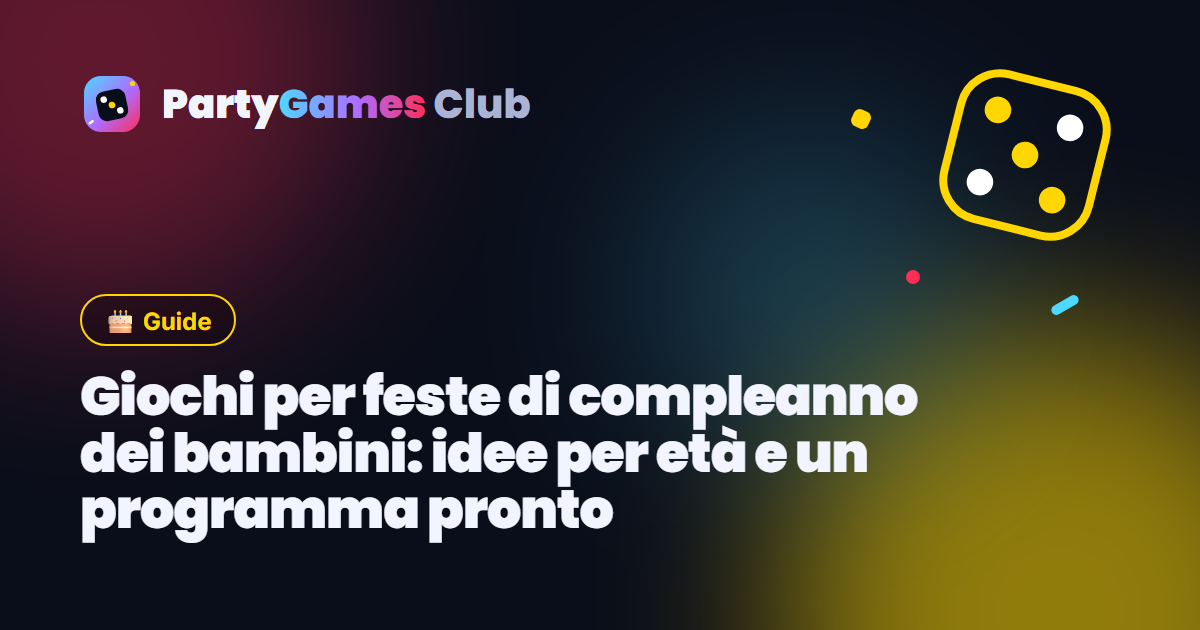 PartyGames Club
🎂 Guide
Giochi per feste di compleanno
dei bambini: idee per età e un
programma pronto